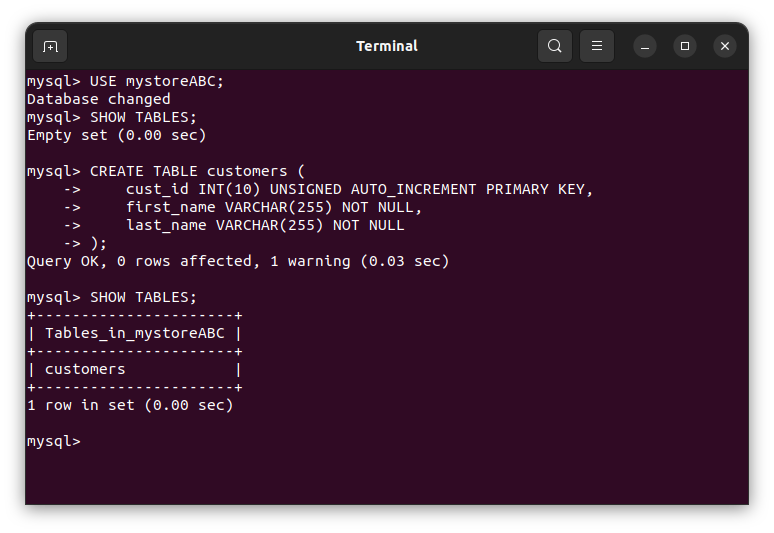 Terminal
mysql> USE mystoreABC;
Database changed
mysql> SHOW TABLES;
Empty set (0.00 sec)
mysql> CREATE TABLE customers (
    ->     cust_id INT(10) UNSIGNED AUTO_INCREMENT PRIMARY KEY,
    ->     first_name VARCHAR(255) NOT NULL,
    ->     last_name VARCHAR(255) NOT NULL
    -> );
Query OK, 0 rows affected, 1 warning (0.03 sec)
mysql> SHOW TABLES;
+----------------------+
| Tables_in_mystoreABC |
+----------------------+
| customers            |
+----------------------+
1 row in set (0.00 sec)
mysql>